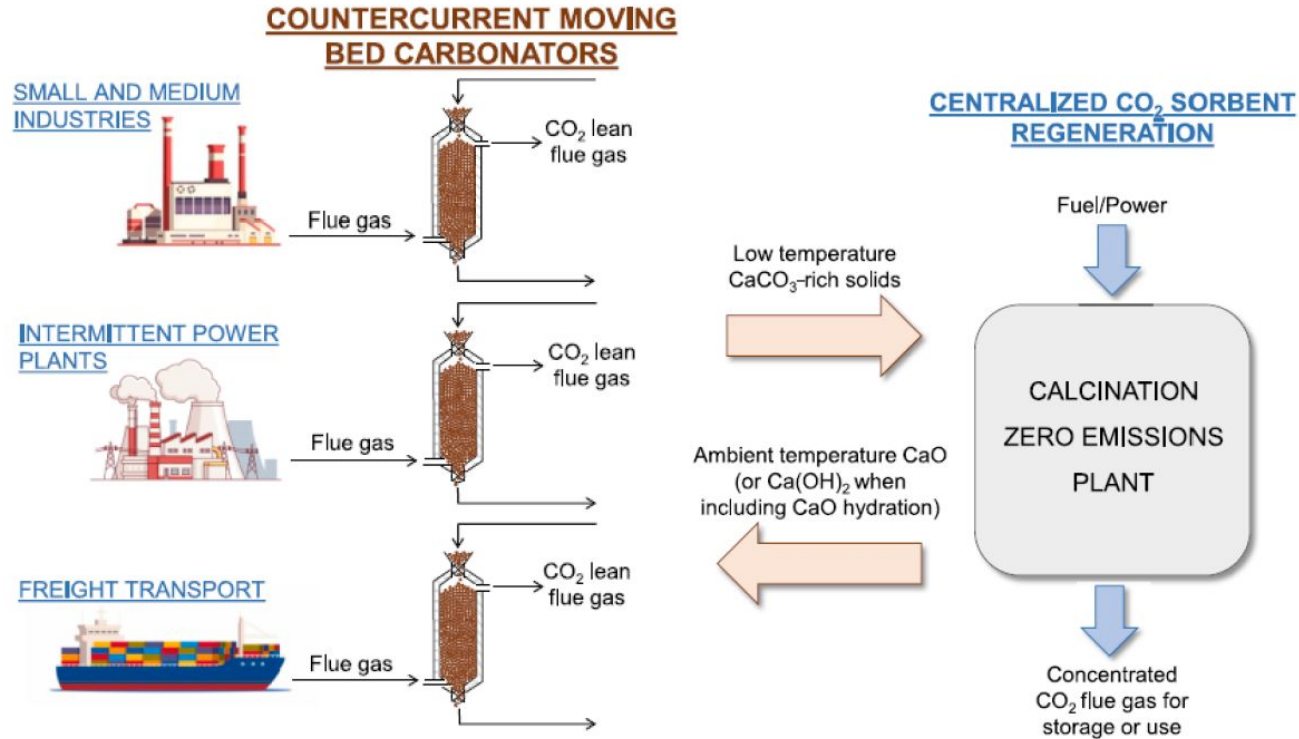 COUNTERCURRENT MOVING
BED CARBONATORS
SMALL AND MEDIUM
INDUSTRIES
CO₂ lean
flue gas
Flue gas
INTERMITTENT POWER
PLANTS
CO₂ lean
flue gas
Flue gas
FREIGHT TRANSPORT
CO₂ lean
flue gas
Flue gas
Low temperature
CaCO₃–rich solids
Ambient temperature CaO
(or Ca(OH)₂ when
including CaO hydration)
CENTRALIZED CO₂ SORBENT
REGENERATION
Fuel/Power
CALCINATION
ZERO EMISSIONS
PLANT
Concentrated
CO₂ flue gas for
storage or use